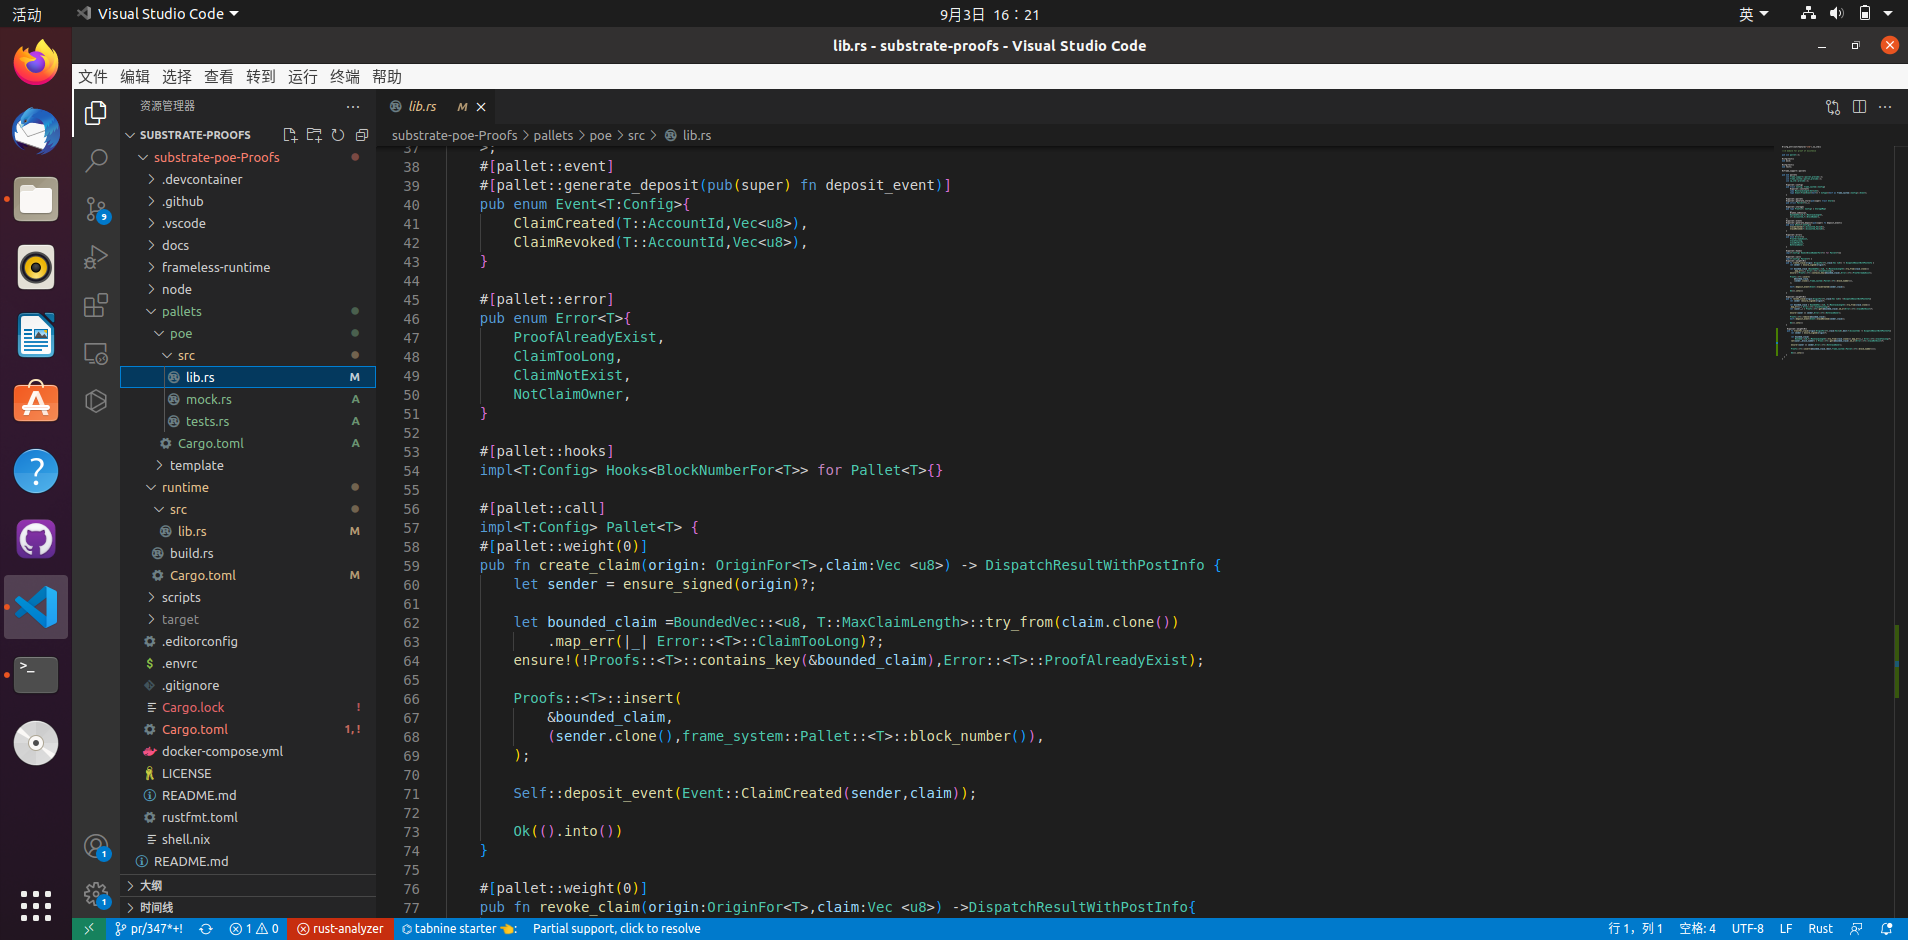 活动 Visual Studio Code 9月3日 16：21 英
lib.rs - substrate-proofs - Visual Studio Code
文件 编辑 选择 查看 转到 运行 终端 帮助
资源管理器 ···
SUBSTRATE-PROOFS
substrate-poe-Proofs
.devcontainer
.github
.vscode
docs
frameless-runtime
node
pallets
poe
src
lib.rs M
mock.rs A
tests.rs A
Cargo.toml A
template
runtime
src
lib.rs M
build.rs
Cargo.toml M
scripts
target
.editorconfig
.envrc
.gitignore
Cargo.lock !
Cargo.toml 1, !
docker-compose.yml
LICENSE
README.md
rustfmt.toml
shell.nix
README.md
大纲
时间线
9
1
1
lib.rs M
substrate-poe-Proofs > pallets > poe > src > lib.rs
37 >;
38 #[pallet::event]
39 #[pallet::generate_deposit(pub(super) fn deposit_event)]
40 pub enum Event<T:Config>{
41 ClaimCreated(T::AccountId,Vec<u8>),
42 ClaimRevoked(T::AccountId,Vec<u8>),
43 }
44
45 #[pallet::error]
46 pub enum Error<T>{
47 ProofAlreadyExist,
48 ClaimTooLong,
49 ClaimNotExist,
50 NotClaimOwner,
51 }
52
53 #[pallet::hooks]
54 impl<T:Config> Hooks<BlockNumberFor<T>> for Pallet<T>{}
55
56 #[pallet::call]
57 impl<T:Config> Pallet<T> {
58 #[pallet::weight(0)]
59 pub fn create_claim(origin: OriginFor<T>,claim:Vec <u8>) -> DispatchResultWithPostInfo {
60 let sender = ensure_signed(origin)?;
61
62 let bounded_claim =BoundedVec::<u8, T::MaxClaimLength>::try_from(claim.clone())
63 .map_err(|_| Error::<T>::ClaimTooLong)?;
64 ensure!(!Proofs::<T>::contains_key(&bounded_claim),Error::<T>::ProofAlreadyExist);
65
66 Proofs::<T>::insert(
67 &bounded_claim,
68 (sender.clone(),frame_system::Pallet::<T>::block_number()),
69 );
70
71 Self::deposit_event(Event::ClaimCreated(sender,claim));
72
73 Ok(().into())
74 }
75
76 #[pallet::weight(0)]
77 pub fn revoke_claim(origin:OriginFor<T>,claim:Vec <u8>) ->DispatchResultWithPostInfo{
pr/347*+! 1 0 rust-analyzer tabnine starter : Partial support, click to resolve 行 1，列 1 空格: 4 UTF-8 LF Rust